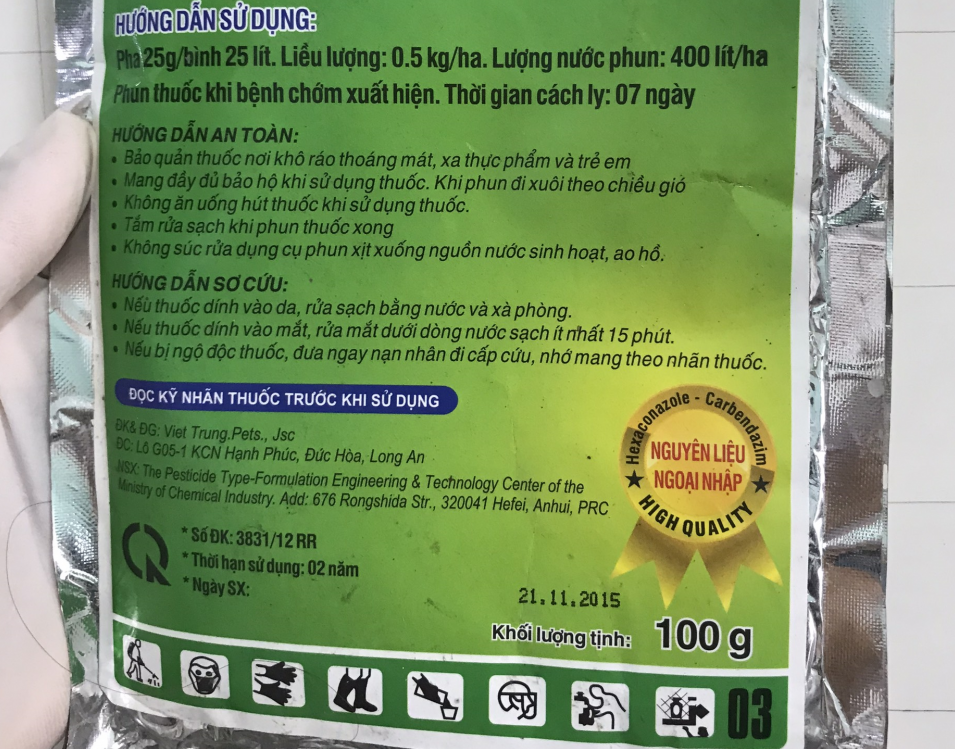 HƯỚNG DẪN SỬ DỤNG:
Pha 25g/bình 25 lít. Liều lượng: 0.5 kg/ha. Lượng nước phun: 400 lít/ha
Phun thuốc khi bệnh chớm xuất hiện. Thời gian cách ly: 07 ngày
HƯỚNG DẪN AN TOÀN:
• Bảo quản thuốc nơi khô ráo thoáng mát, xa thực phẩm và trẻ em
• Mang đầy đủ bảo hộ khi sử dụng thuốc. Khi phun đi xuôi theo chiều gió
• Không ăn uống hút thuốc khi sử dụng thuốc.
• Tắm rửa sạch khi phun thuốc xong
• Không súc rửa dụng cụ phun xịt xuống nguồn nước sinh hoạt, ao hồ.
HƯỚNG DẪN SƠ CỨU:
• Nếu thuốc dính vào da, rửa sạch bằng nước và xà phòng.
• Nếu thuốc dính vào mắt, rửa mắt dưới dòng nước sạch ít nhất 15 phút.
• Nếu bị ngộ độc thuốc, đưa ngay nạn nhân đi cấp cứu, nhớ mang theo nhãn thuốc.
ĐỌC KỸ NHÃN THUỐC TRƯỚC KHI SỬ DỤNG
ĐK& ĐG: Viet Trung.Pets., Jsc
ĐC: Lô G05-1 KCN Hạnh Phúc, Đức Hòa, Long An
NSX: The Pesticide Type-Formulation Engineering & Technology Center of the
Ministry of Chemical Industry. Add: 676 Rongshida Str., 320041 Hefei, Anhui, PRC
Hexaconazole - Carbendazim
NGUYÊN LIỆU
NGOẠI NHẬP
HIGH QUALITY
* Số ĐK: 3831/12 RR
* Thời hạn sử dụng: 02 năm
* Ngày SX:
21.11.2015
Khối lượng tịnh: 100 g
03